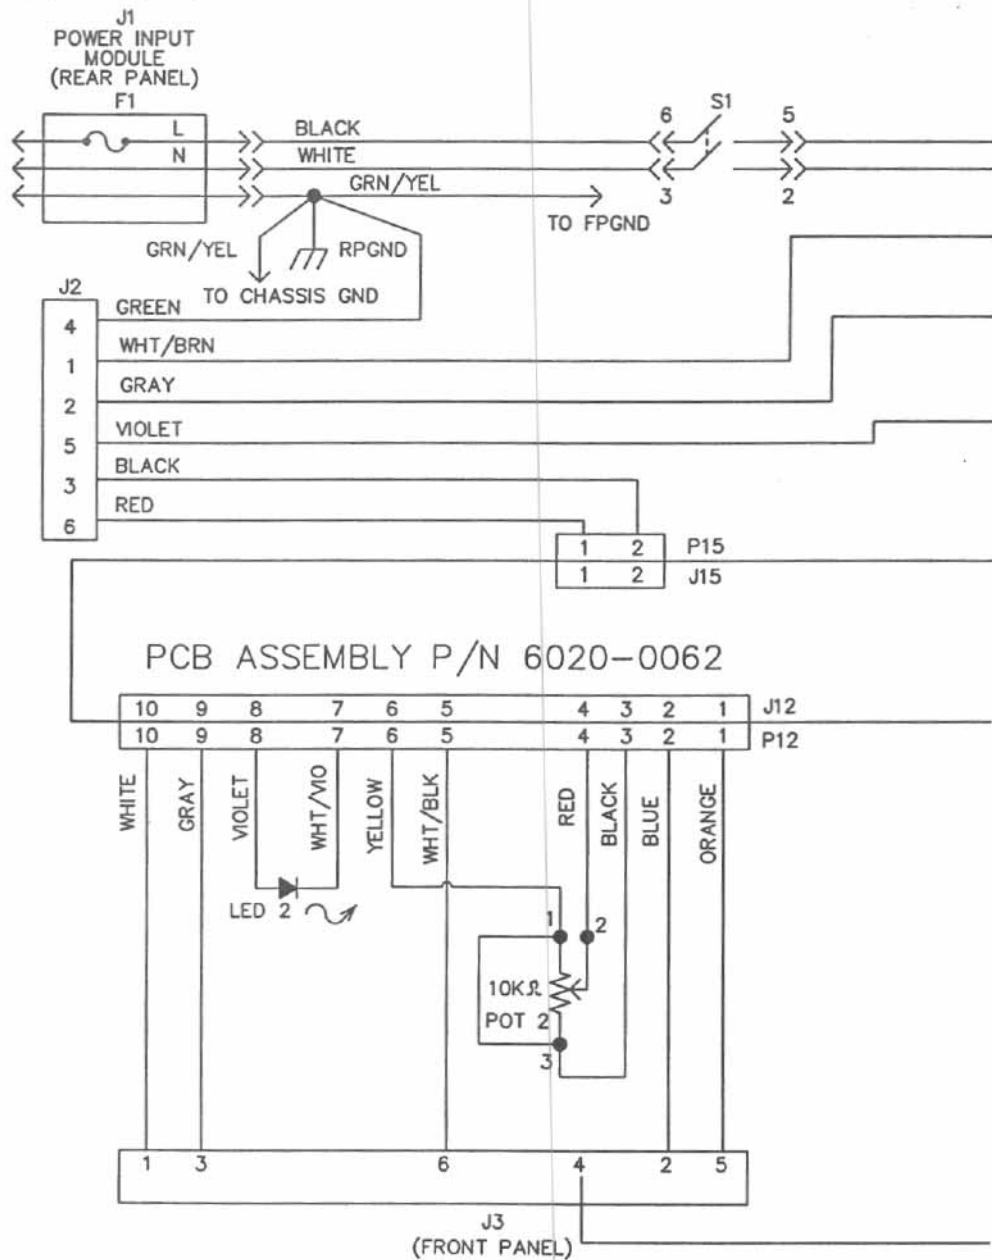 J1
POWER INPUT
MODULE
(REAR PANEL)
F1
L
N
BLACK
WHITE
GRN/YEL
6
S1
5
3
2
TO FPGND
GRN/YEL
RPGND
TO CHASSIS GND
J2
4
GREEN
1
WHT/BRN
2
GRAY
5
VIOLET
3
BLACK
6
RED
1 2 P15
1 2 J15
PCB ASSEMBLY P/N 6020-0062
10 9 8 7 6 5 4 3 2 1 J12
10 9 8 7 6 5 4 3 2 1 P12
WHITE
GRAY
VIOLET
WHT/VIO
YELLOW
WHT/BLK
RED
BLACK
BLUE
ORANGE
LED 2
1
2
10KΩ
POT 2
3
1 3 6 4 2 5
J3
(FRONT PANEL)